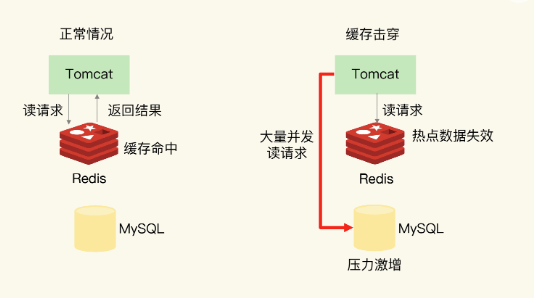 正常情况
Tomcat
读请求
返回结果
缓存命中
Redis
MySQL
缓存击穿
Tomcat
读请求
大量并发
读请求
热点数据失效
Redis
MySQL
压力激增